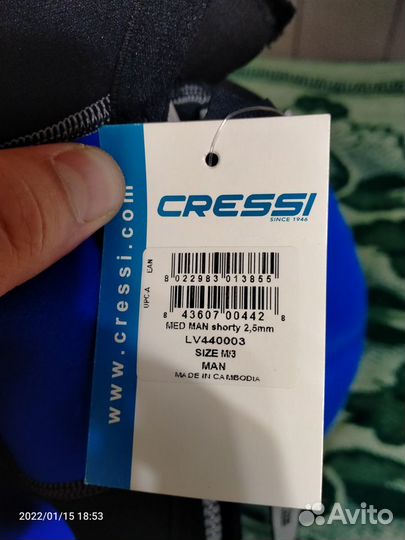 CRESSI
SINCE 1946
www.cressi.com
EAN
8 022983 013855
UPC-A
8 43607 00442 8
MED MAN shorty 2,5mm
LV440003
SIZE M/3
MAN
MADE IN CAMBODIA
2022/01/15 18:53
Avito